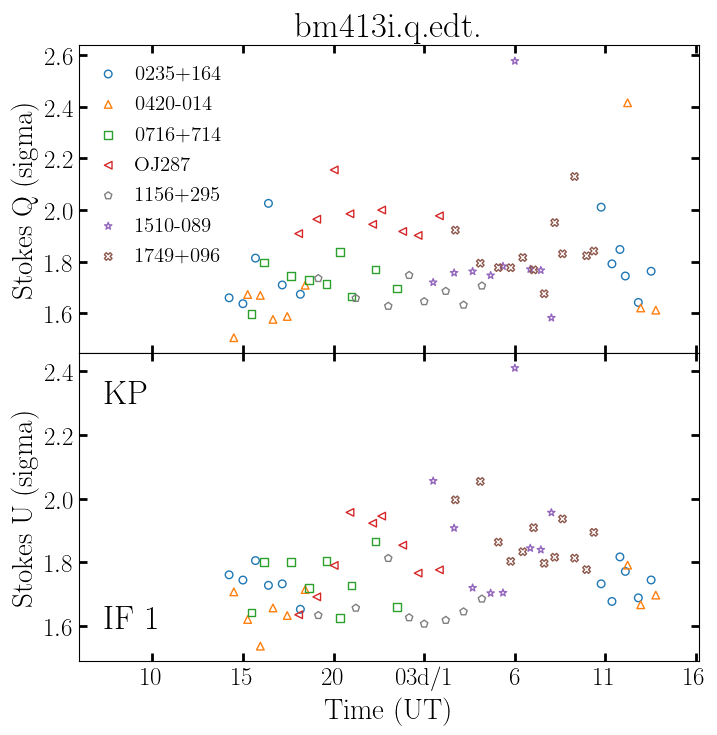 bm413i.q.edt.
Stokes Q (sigma)
2.6
2.4
2.2
2.0
1.8
1.6
0235+164
0420-014
0716+714
OJ287
1156+295
1510-089
1749+096
Stokes U (sigma)
2.4
2.2
2.0
1.8
1.6
KP
IF 1
10 15 20 03d/1 6 11 16
Time (UT)